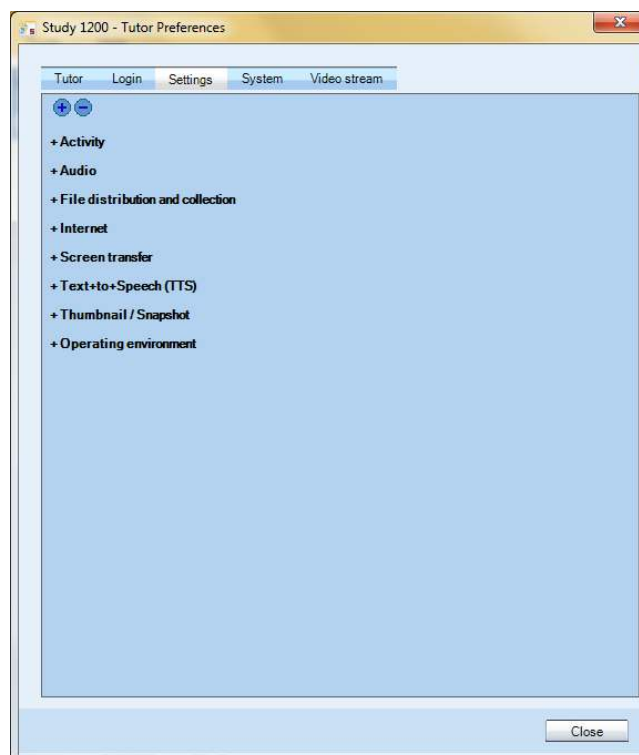 Study 1200 - Tutor Preferences
Tutor Login Settings System Video stream
+ Activity
+ Audio
+ File distribution and collection
+ Internet
+ Screen transfer
+ Text+to+Speech (TTS)
+ Thumbnail / Snapshot
+ Operating environment
Close